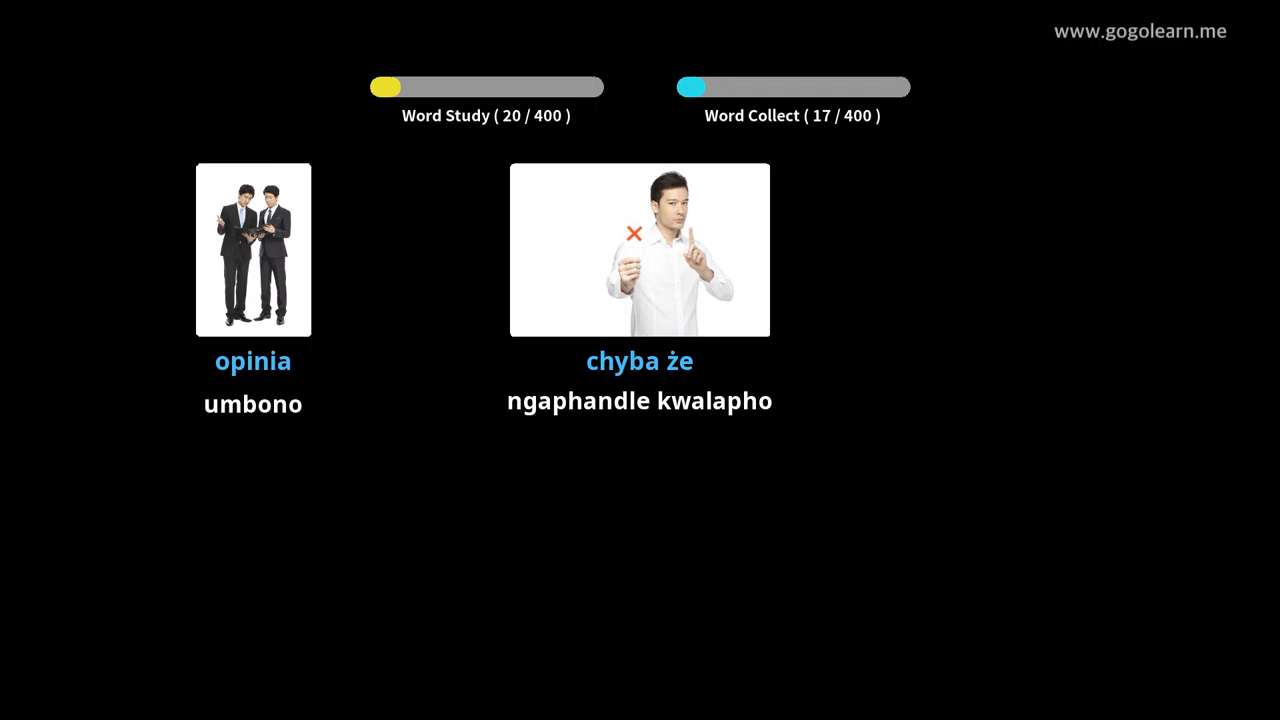 www.gogolearn.me
Word Study ( 20 / 400 )
Word Collect ( 17 / 400 )
opinia
umbono
chyba że
ngaphandle kwalapho